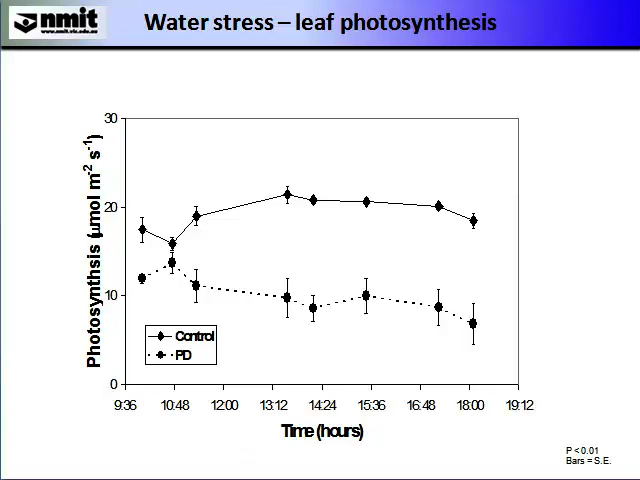 nmit
www.nmit.vic.edu.au
Water stress – leaf photosynthesis
Photosynthsis (µmol m-2 s-1)
30
20
10
0
Control
PD
9:36 10:48 12:00 13:12 14:24 15:36 16:48 18:00 19:12
Time (hours)
P < 0.01
Bars = S.E.